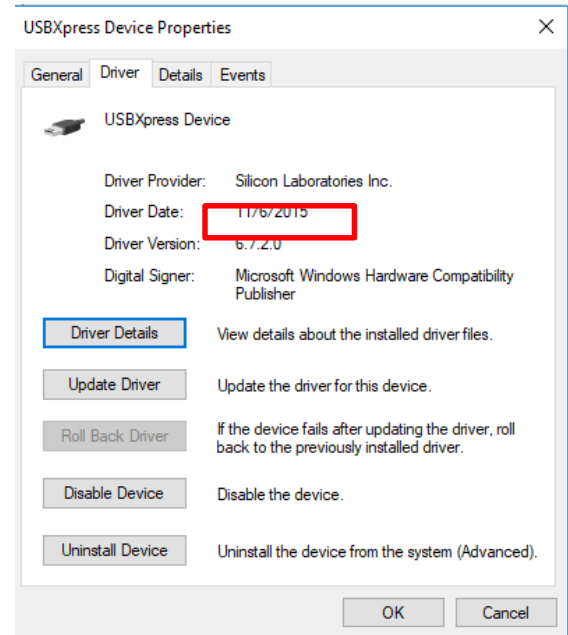 USBXpress Device Properties
General Driver Details Events
USBXpress Device
Driver Provider: Silicon Laboratories Inc.
Driver Date: 11/6/2015
Driver Version: 6.7.2.0
Digital Signer: Microsoft Windows Hardware Compatibility
Publisher
Driver Details View details about the installed driver files.
Update Driver Update the driver for this device.
Roll Back Driver If the device fails after updating the driver, roll
back to the previously installed driver.
Disable Device Disable the device.
Uninstall Device Uninstall the device from the system (Advanced).
OK Cancel